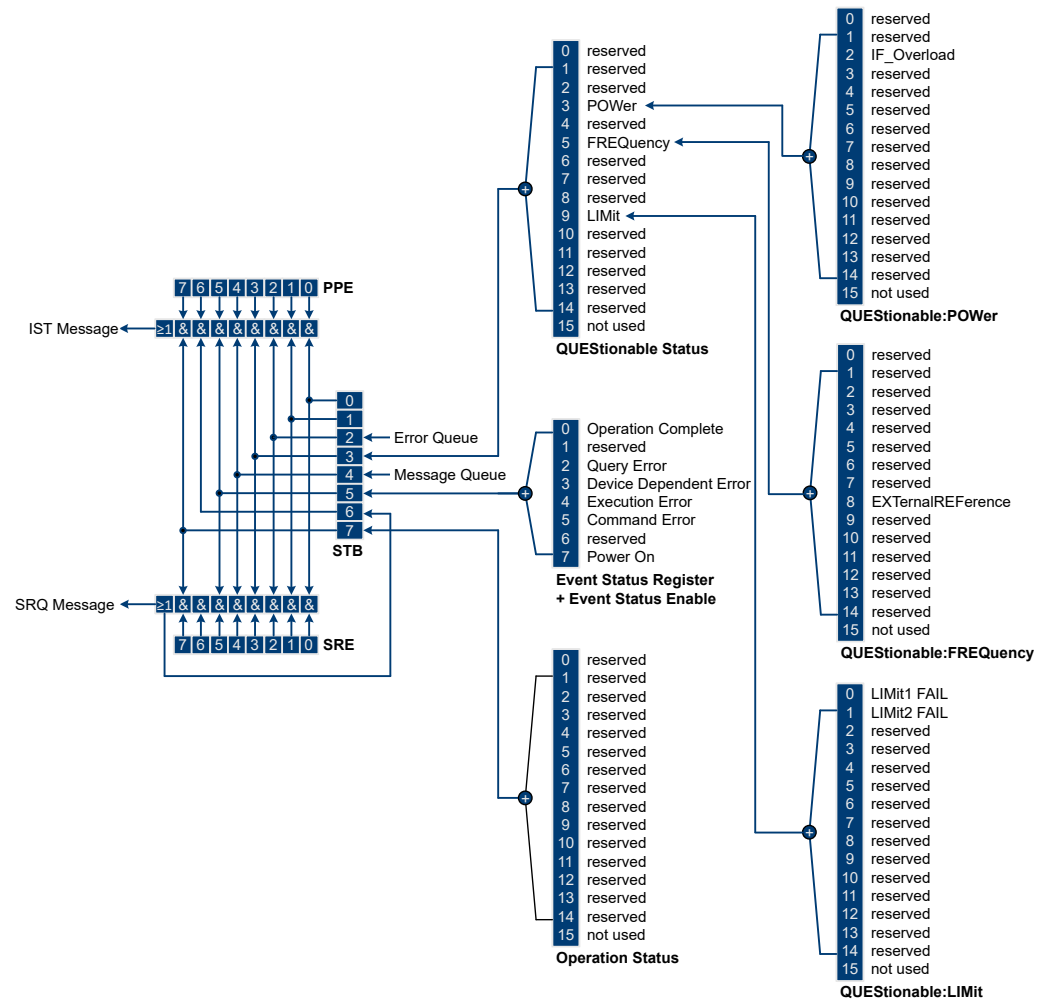 7 6 5 4 3 2 1 0 PPE
IST Message
≥1 & & & & & & & &
0
1
2 Error Queue
3
4 Message Queue
5
6
7
STB
SRQ Message
≥1 & & & & & & & &
7 6 5 4 3 2 1 0 SRE
0 reserved
1 reserved
2 reserved
3 POWer
4 reserved
5 FREQuency
6 reserved
7 reserved
8 reserved
9 LIMit
10 reserved
11 reserved
12 reserved
13 reserved
14 reserved
15 not used
QUEStionable Status
+
0 Operation Complete
1 reserved
2 Query Error
3 Device Dependent Error
4 Execution Error
5 Command Error
6 reserved
7 Power On
Event Status Register
+ Event Status Enable
+
0 reserved
1 reserved
2 reserved
3 reserved
4 reserved
5 reserved
6 reserved
7 reserved
8 reserved
9 reserved
10 reserved
11 reserved
12 reserved
13 reserved
14 reserved
15 not used
Operation Status
+
0 reserved
1 reserved
2 IF_Overload
3 reserved
4 reserved
5 reserved
6 reserved
7 reserved
8 reserved
9 reserved
10 reserved
11 reserved
12 reserved
13 reserved
14 reserved
15 not used
QUEStionable:POWer
+
0 reserved
1 reserved
2 reserved
3 reserved
4 reserved
5 reserved
6 reserved
7 reserved
8 EXTernalREFerence
9 reserved
10 reserved
11 reserved
12 reserved
13 reserved
14 reserved
15 not used
QUEStionable:FREQuency
+
0 LIMit1 FAIL
1 LIMit2 FAIL
2 reserved
3 reserved
4 reserved
5 reserved
6 reserved
7 reserved
8 reserved
9 reserved
10 reserved
11 reserved
12 reserved
13 reserved
14 reserved
15 not used
QUEStionable:LIMit
+